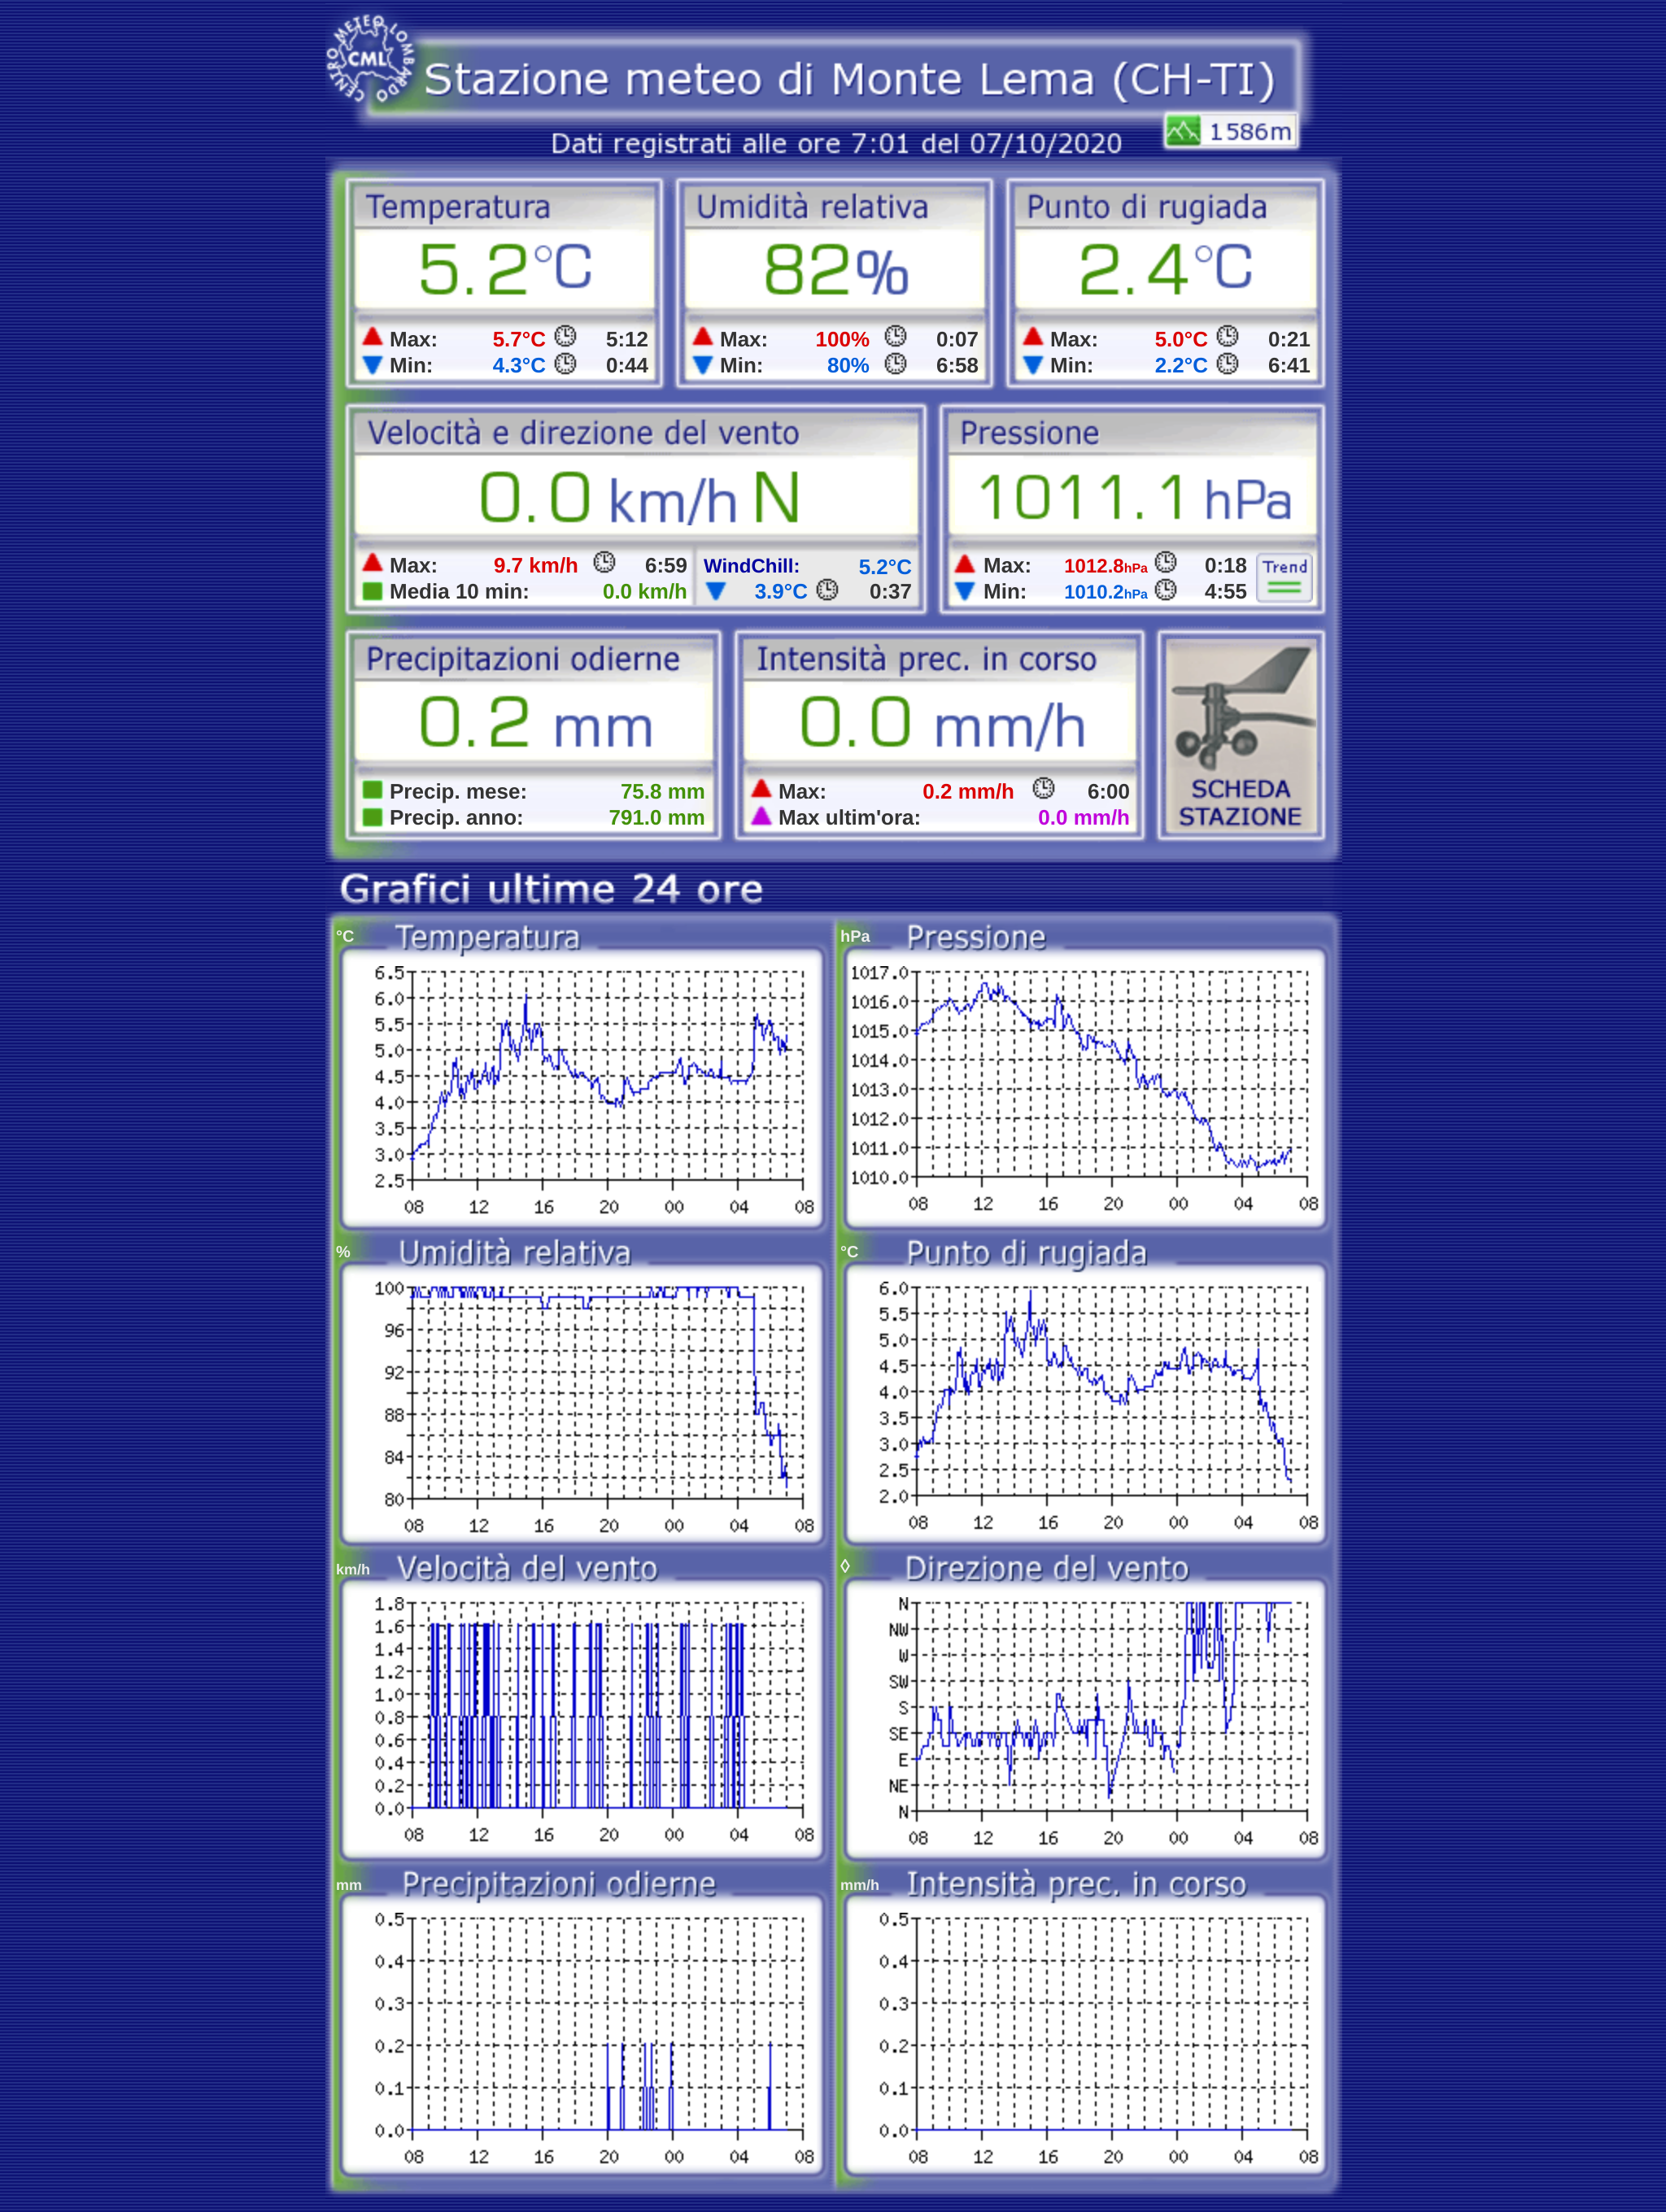 CENTRO METEO LOMBARDO
CML
Stazione meteo di Monte Lema (CH-TI)
1586m
Dati registrati alle ore 7:01 del 07/10/2020
Temperatura
5.2°C
Max: 5.7°C 5:12
Min: 4.3°C 0:44
Umidità relativa
82%
Max: 100% 0:07
Min: 80% 6:58
Punto di rugiada
2.4°C
Max: 5.0°C 0:21
Min: 2.2°C 6:41
Velocità e direzione del vento
0.0 km/h N
Max: 9.7 km/h 6:59
Media 10 min: 0.0 km/h
WindChill: 5.2°C
3.9°C 0:37
Pressione
1011.1 hPa
Max: 1012.8hPa 0:18
Min: 1010.2hPa 4:55
Trend
Precipitazioni odierne
0.2 mm
Precip. mese: 75.8 mm
Precip. anno: 791.0 mm
Intensità prec. in corso
0.0 mm/h
Max: 0.2 mm/h 6:00
Max ultim'ora: 0.0 mm/h
SCHEDA
STAZIONE
Grafici ultime 24 ore
°C Temperatura
6.5
6.0
5.5
5.0
4.5
4.0
3.5
3.0
2.5
08 12 16 20 00 04 08
hPa Pressione
1017.0
1016.0
1015.0
1014.0
1013.0
1012.0
1011.0
1010.0
08 12 16 20 00 04 08
% Umidità relativa
100
96
92
88
84
80
08 12 16 20 00 04 08
°C Punto di rugiada
6.0
5.5
5.0
4.5
4.0
3.5
3.0
2.5
2.0
08 12 16 20 00 04 08
km/h Velocità del vento
1.8
1.6
1.4
1.2
1.0
0.8
0.6
0.4
0.2
0.0
08 12 16 20 00 04 08
◊ Direzione del vento
N
NW
W
SW
S
SE
E
NE
N
08 12 16 20 00 04 08
mm Precipitazioni odierne
0.5
0.4
0.3
0.2
0.1
0.0
08 12 16 20 00 04 08
mm/h Intensità prec. in corso
0.5
0.4
0.3
0.2
0.1
0.0
08 12 16 20 00 04 08